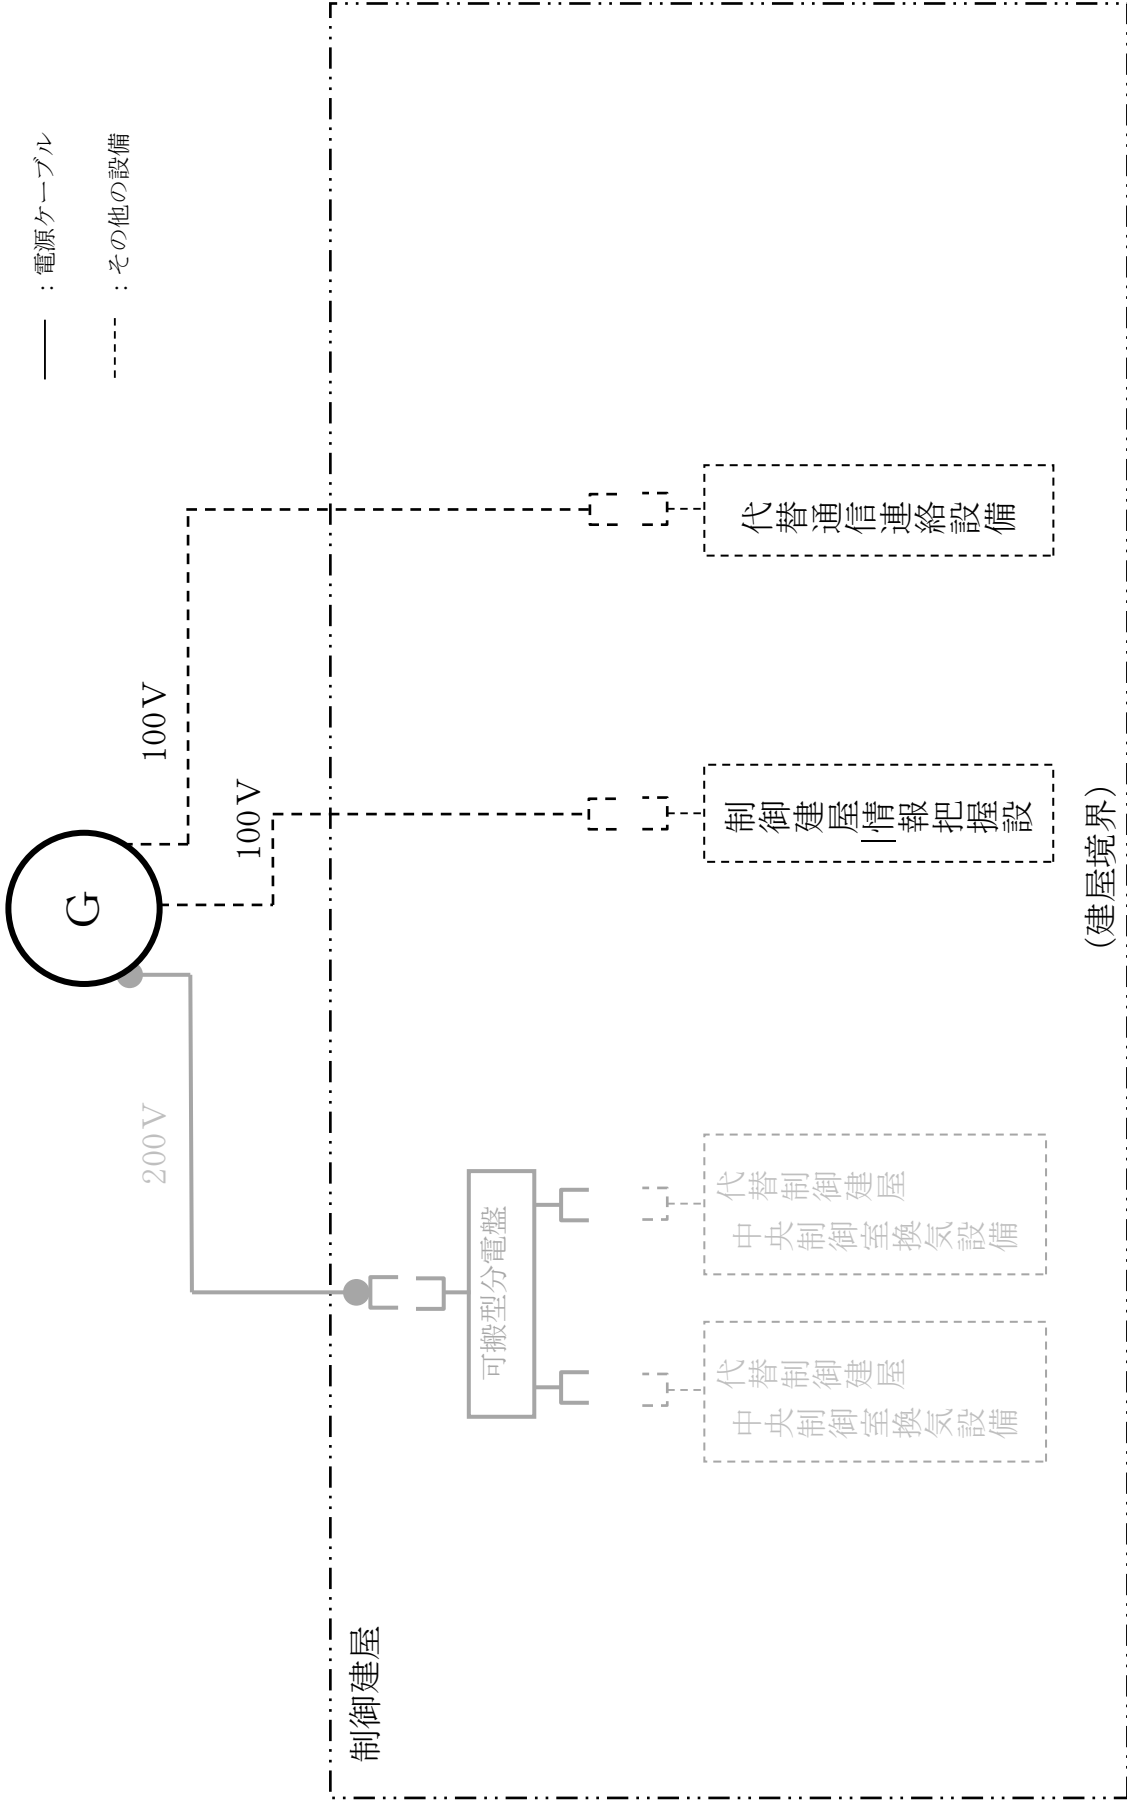 ：電源ケーブル
：その他の設備
G
200V
100V
100V
制御建屋
可搬型分電盤
代替制御建屋
中央制御室換気設備
代替制御建屋
中央制御室換気設備
制御建屋情報把握設
代替通信連絡設備
(建屋境界)